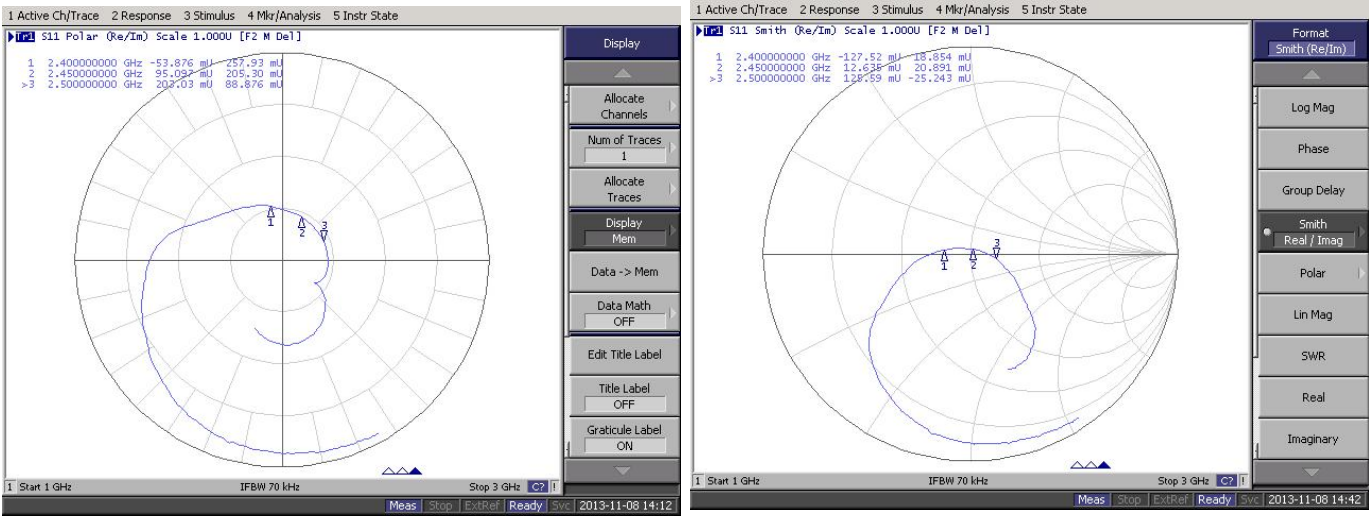 1 Active Ch/Trace 2 Response 3 Stimulus 4 Mkr/Analysis 5 Instr State
Tr1 S11 Polar (Re/Im) Scale 1.000U [F2 M Del]
1 2.400000000 GHz -53.876 mU 257.93 mU
2 2.450000000 GHz 95.097 mU 205.30 mU
>3 2.500000000 GHz 203.03 mU 88.876 mU
1
2
3
Display
Allocate
Channels
Num of Traces
1
Allocate
Traces
Display
Mem
Data -> Mem
Data Math
OFF
Edit Title Label
Title Label
OFF
Graticule Label
ON
1 Start 1 GHz IFBW 70 kHz Stop 3 GHz C? !
Meas Stop ExtRef Ready Svc 2013-11-08 14:12
1 Active Ch/Trace 2 Response 3 Stimulus 4 Mkr/Analysis 5 Instr State
Tr1 S11 Smith (Re/Im) Scale 1.000U [F2 M Del]
1 2.400000000 GHz -127.52 mU 18.854 mU
2 2.450000000 GHz 12.635 mU 20.891 mU
>3 2.500000000 GHz 125.59 mU -25.243 mU
1
2
3
Format
Smith (Re/Im)
Log Mag
Phase
Group Delay
Smith
Real / Imag
Polar
Lin Mag
SWR
Real
Imaginary
1 Start 1 GHz IFBW 70 kHz Stop 3 GHz C? !
Meas Stop ExtRef Ready Svc 2013-11-08 14:42